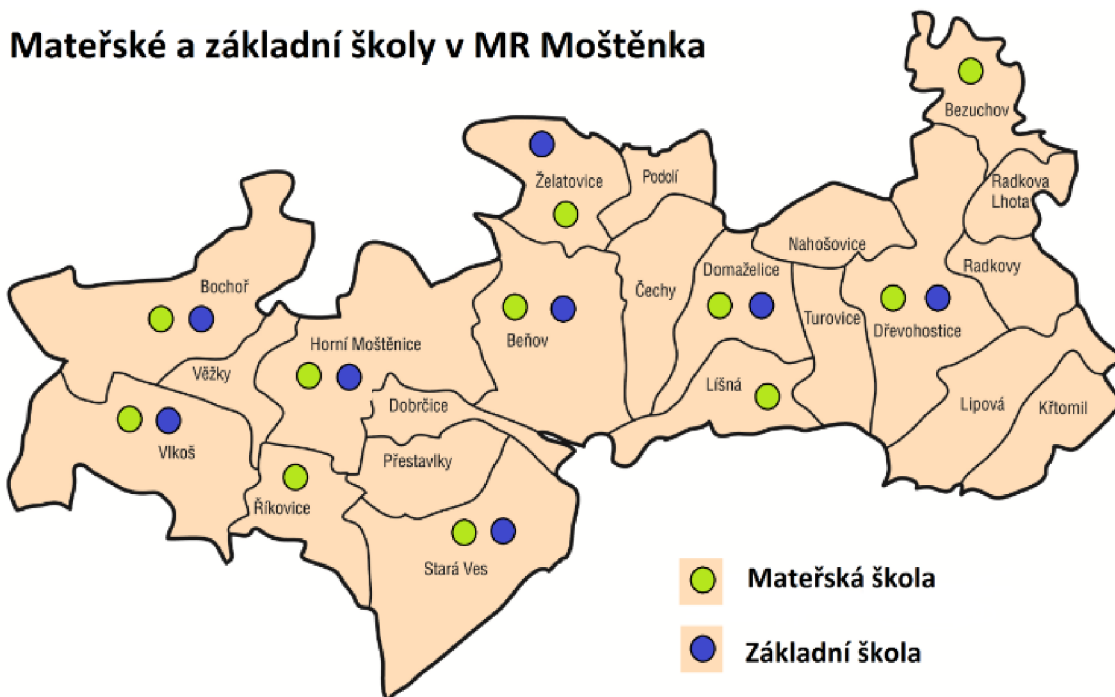 Mateřské a základní školy v MR Moštěnka
Bezuchov
Želatovice
Podolí
Radkova
Lhota
Nahošovice
Radkovy
Bochoř
Čechy
Domaželice
Turovice
Dřevohostice
Beňov
Horní Moštěnice
Věžky
Líšná
Dobrčice
Lipová
Křtomil
Vlkoš
Přestavlky
Říkovice
Stará Ves
Mateřská škola
Základní škola